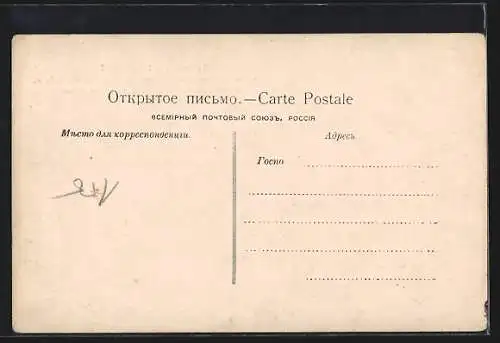 Открытое письмо.—Carte Postale
ВСЕМІРНЫЙ ПОЧТОВЫЙ СОЮЗЪ, РОССІЯ
Мѣсто для корреспонденціи.
Адресъ
Госпо